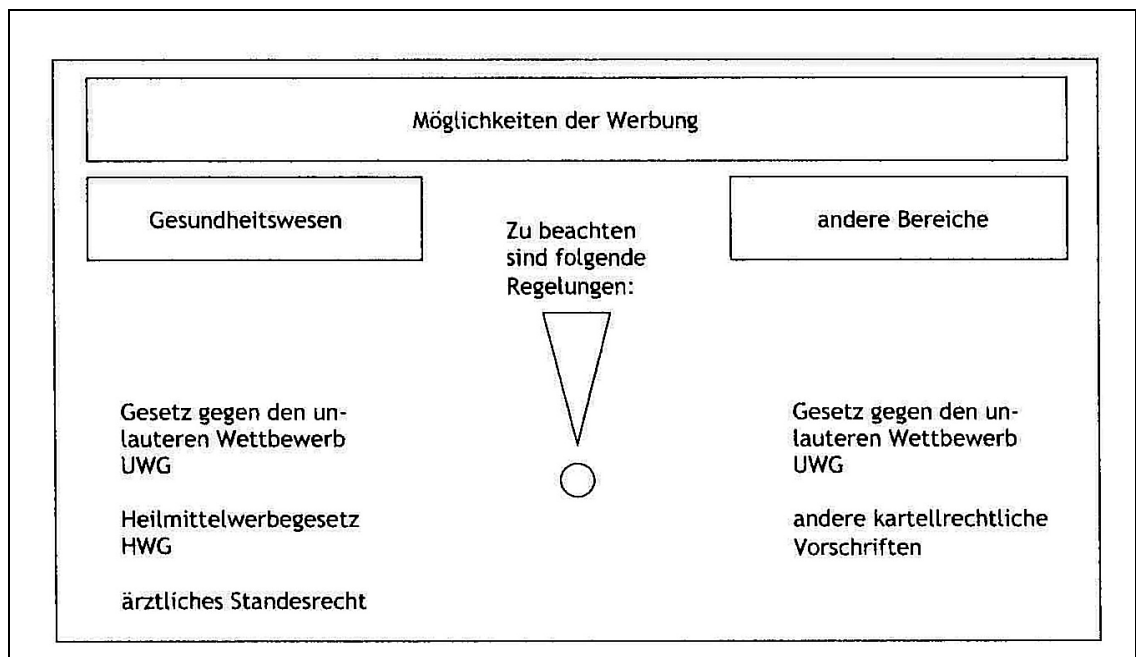 Möglichkeiten der Werbung
Gesundheitswesen
Zu beachten
sind folgende
Regelungen:
andere Bereiche
Gesetz gegen den un-
lauteren Wettbewerb
UWG
Heilmittelwerbegesetz
HWG
ärztliches Standesrecht
Gesetz gegen den un-
lauteren Wettbewerb
UWG
andere kartellrechtliche
Vorschriften